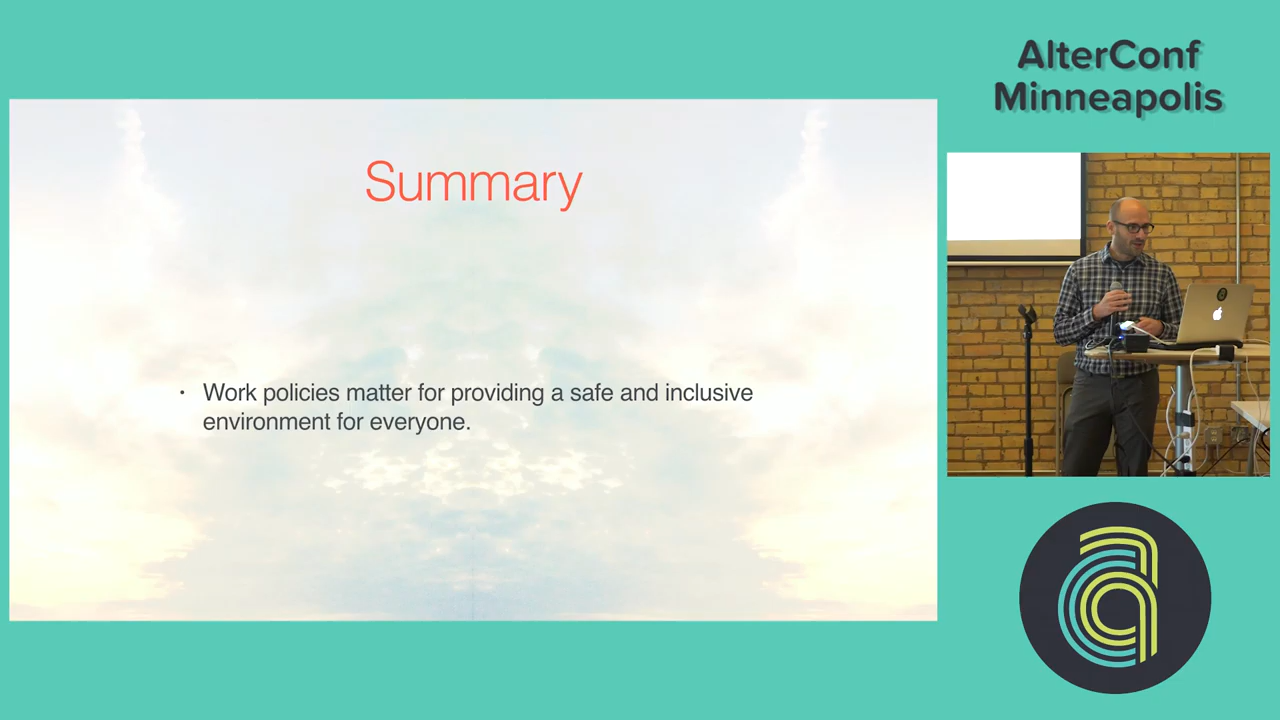 AlterConf
Minneapolis
Summary
· Work policies matter for providing a safe and inclusive
environment for everyone.